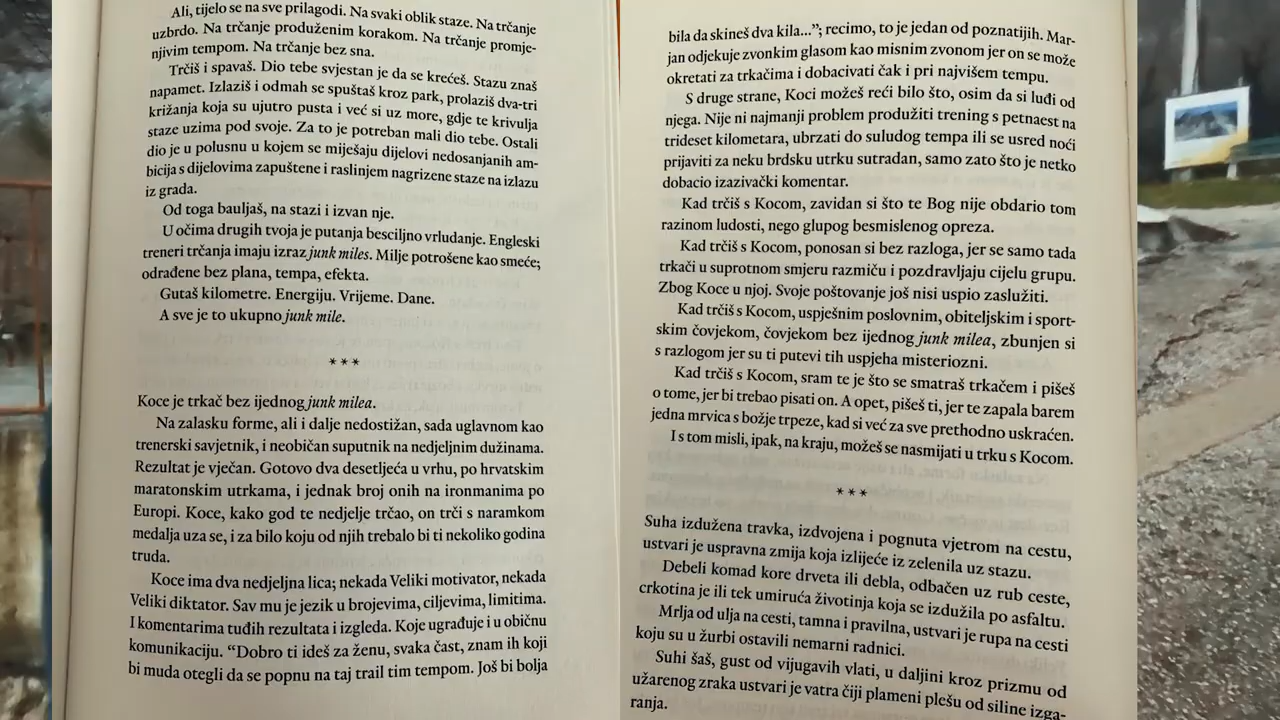 Ali, tijelo se na sve prilagodi. Na svaki oblik staze. Na trčanje
uzbrdo. Na trčanje produženim korakom. Na trčanje promje-
njivim tempom. Na trčanje bez sna.
Trčiš i spavaš. Dio tebe svjestan je da se krećeš. Stazu znaš
napamet. Izlaziš i odmah se spuštaš kroz park, prolaziš dva-tri
križanja koja su ujutro pusta i već si uz more, gdje te krivulja
staze uzima pod svoje. Za to je potreban mali dio tebe. Ostali
dio je u polusnu u kojem se miješaju dijelovi nedosanjanih am-
bicija s dijelovima zapuštene i raslinjem nagrizene staze na izlazu
iz grada.
Od toga bauljaš, na stazi i izvan nje.
U očima drugih tvoja je putanja besciljno vrludanje. Engleski
treneri trčanja imaju izraz junk miles. Milje potrošene kao smeće;
odrađene bez plana, tempa, efekta.
Gutaš kilometre. Energiju. Vrijeme. Dane.
A sve je to ukupno junk mile.
***
Koce je trkač bez ijednog junk milea.
Na zalasku forme, ali i dalje nedostižan, sada uglavnom kao
trenerski savjetnik, i neobičan suputnik na nedjeljnim dužinama.
Rezultat je vječan. Gotovo dva desetljeća u vrhu, po hrvatskim
maratonskim utrkama, i jednak broj onih na ironmanima po
Europi. Koce, kako god te nedjelje trčao, on trči s naramkom
medalja uza se, i za bilo koju od njih trebalo bi ti nekoliko godina
truda.
Koce ima dva nedjeljna lica; nekada Veliki motivator, nekada
Veliki diktator. Sav mu je jezik u brojevima, ciljevima, limitima.
I komentarima tuđih rezultata i izgleda. Koje ugrađuje i u običnu
komunikaciju. “Dobro ti ideš za ženu, svaka čast, znam ih koji
bi muda otegli da se popnu na taj trail tim tempom. Još bi bolja
bila da skineš dva kila...”; recimo, to je jedan od poznatijih. Mar-
jan odjekuje zvonkim glasom kao misnim zvonom jer on se može
okretati za trkačima i dobacivati čak i pri najvišem tempu.
S druge strane, Koci možeš reći bilo što, osim da si luđi od
njega. Nije ni najmanji problem produžiti trening s petnaest na
trideset kilometara, ubrzati do suludog tempa ili se usred noći
prijaviti za neku brdsku utrku sutradan, samo zato što je netko
dobacio izazivački komentar.
Kad trčiš s Kocom, zavidan si što te Bog nije obdario tom
razinom ludosti, nego glupog besmislenog opreza.
Kad trčiš s Kocom, ponosan si bez razloga, jer se samo tada
trkači u suprotnom smjeru razmiču i pozdravljaju cijelu grupu.
Zbog Koce u njoj. Svoje poštovanje još nisi uspio zaslužiti.
Kad trčiš s Kocom, uspješnim poslovnim, obiteljskim i sport-
skim čovjekom, čovjekom bez ijednog junk milea, zbunjen si
s razlogom jer su ti putevi tih uspjeha misteriozni.
Kad trčiš s Kocom, sram te je što se smatraš trkačem i pišeš
o tome, jer bi trebao pisati on. A opet, pišeš ti, jer te zapala barem
jedna mrvica s božje trpeze, kad si već za sve prethodno uskraćen.
I s tom misli, ipak, na kraju, možeš se nasmijati u trku s Kocom.
***
Suha izdužena travka, izdvojena i pognuta vjetrom na cestu,
ustvari je uspravna zmija koja izlijeće iz zelenila uz stazu.
Debeli komad kore drveta ili debla, odbačen uz rub ceste,
crkotina je ili tek umiruća životinja koja se izdužila po asfaltu.
Mrlja od ulja na cesti, tamna i pravilna, ustvari je rupa na cesti
koju su u žurbi ostavili nemarni radnici.
Suhi šaš, gust od vijugavih vlati, u daljini kroz prizmu od
užarenog zraka ustvari je vatra čiji plameni plešu od siline izga-
ranja.